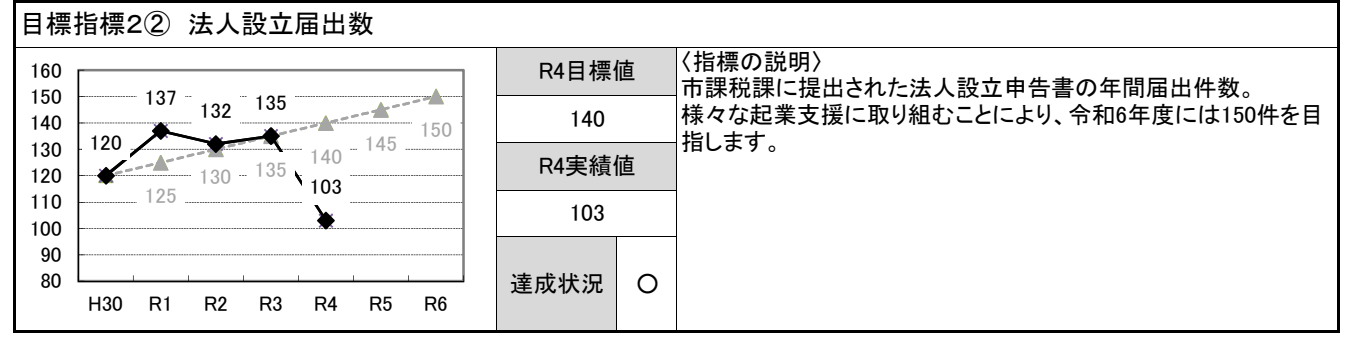 目標指標2② 法人設立届出数
160
150
140
130
120
110
100
90
80
120
137
132
135
103
125
130
135
140
145
150
H30 R1 R2 R3 R4 R5 R6
R4目標値
140
R4実績値
103
達成状況 〇
〈指標の説明〉
市課税課に提出された法人設立申告書の年間届出件数。
様々な起業支援に取り組むことにより、令和6年度には150件を目
指します。